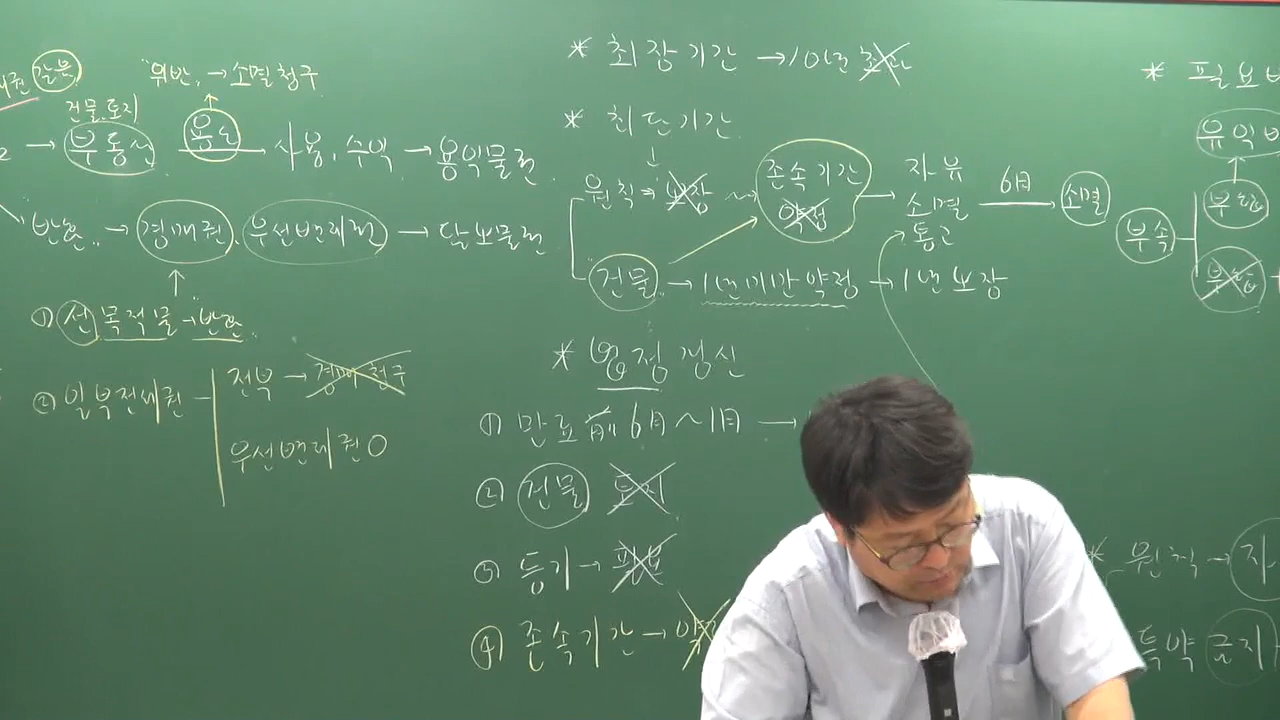 위반, → 소멸청구
건물, 토지
→ 부동산 용도 사용, 수익 → 용익물권
"반환" → 경매권, 우선변제권 → 담보물권
① 선 목적물 → "반환"
② 일부전세권
전부 → 경매청구
우선변제권 O
* 최장기간 → 10년 초과
* 최단기간
원칙 ⇒ 보장 존속기간 약정 → 자유 소멸 통고 6月 → 소멸
건물 → 1년미만 약정 → 1년 보장
* 법정갱신
① 만료 前 6月 ~ 1月 →
② 건물 토지
③ 등기 → 필요
④ 존속기간 →
* 필요비
유익비
부속
* 원칙 →
특약 금지